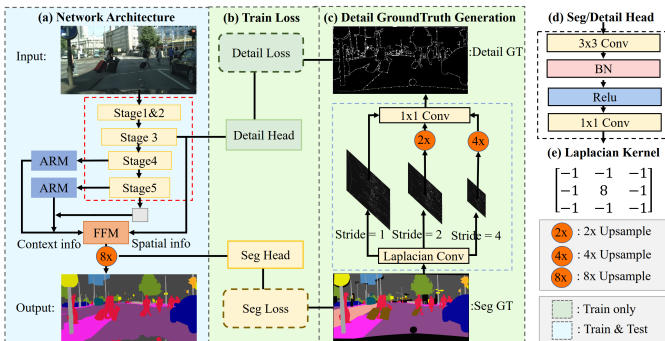 (a) Network Architecture
Input:
Stage1&2
Stage 3
Stage4
Stage5
ARM
ARM
Context info
FFM
Spatial info
8x
Output:
(b) Train Loss
Detail Loss
Detail Head
Seg Head
Seg Loss
(c) Detail GroundTruth Generation
:Detail GT
1x1 Conv
2x
4x
Stride = 1
Stride = 2
Stride = 4
Laplacian Conv
:Seg GT
(d) Seg/Detail Head
3x3 Conv
BN
Relu
1x1 Conv
(e) Laplacian Kernel
−1 −1 −1
−1 8 −1
−1 −1 −1
2x : 2x Upsample
4x : 4x Upsample
8x : 8x Upsample
: Train only
: Train & Test